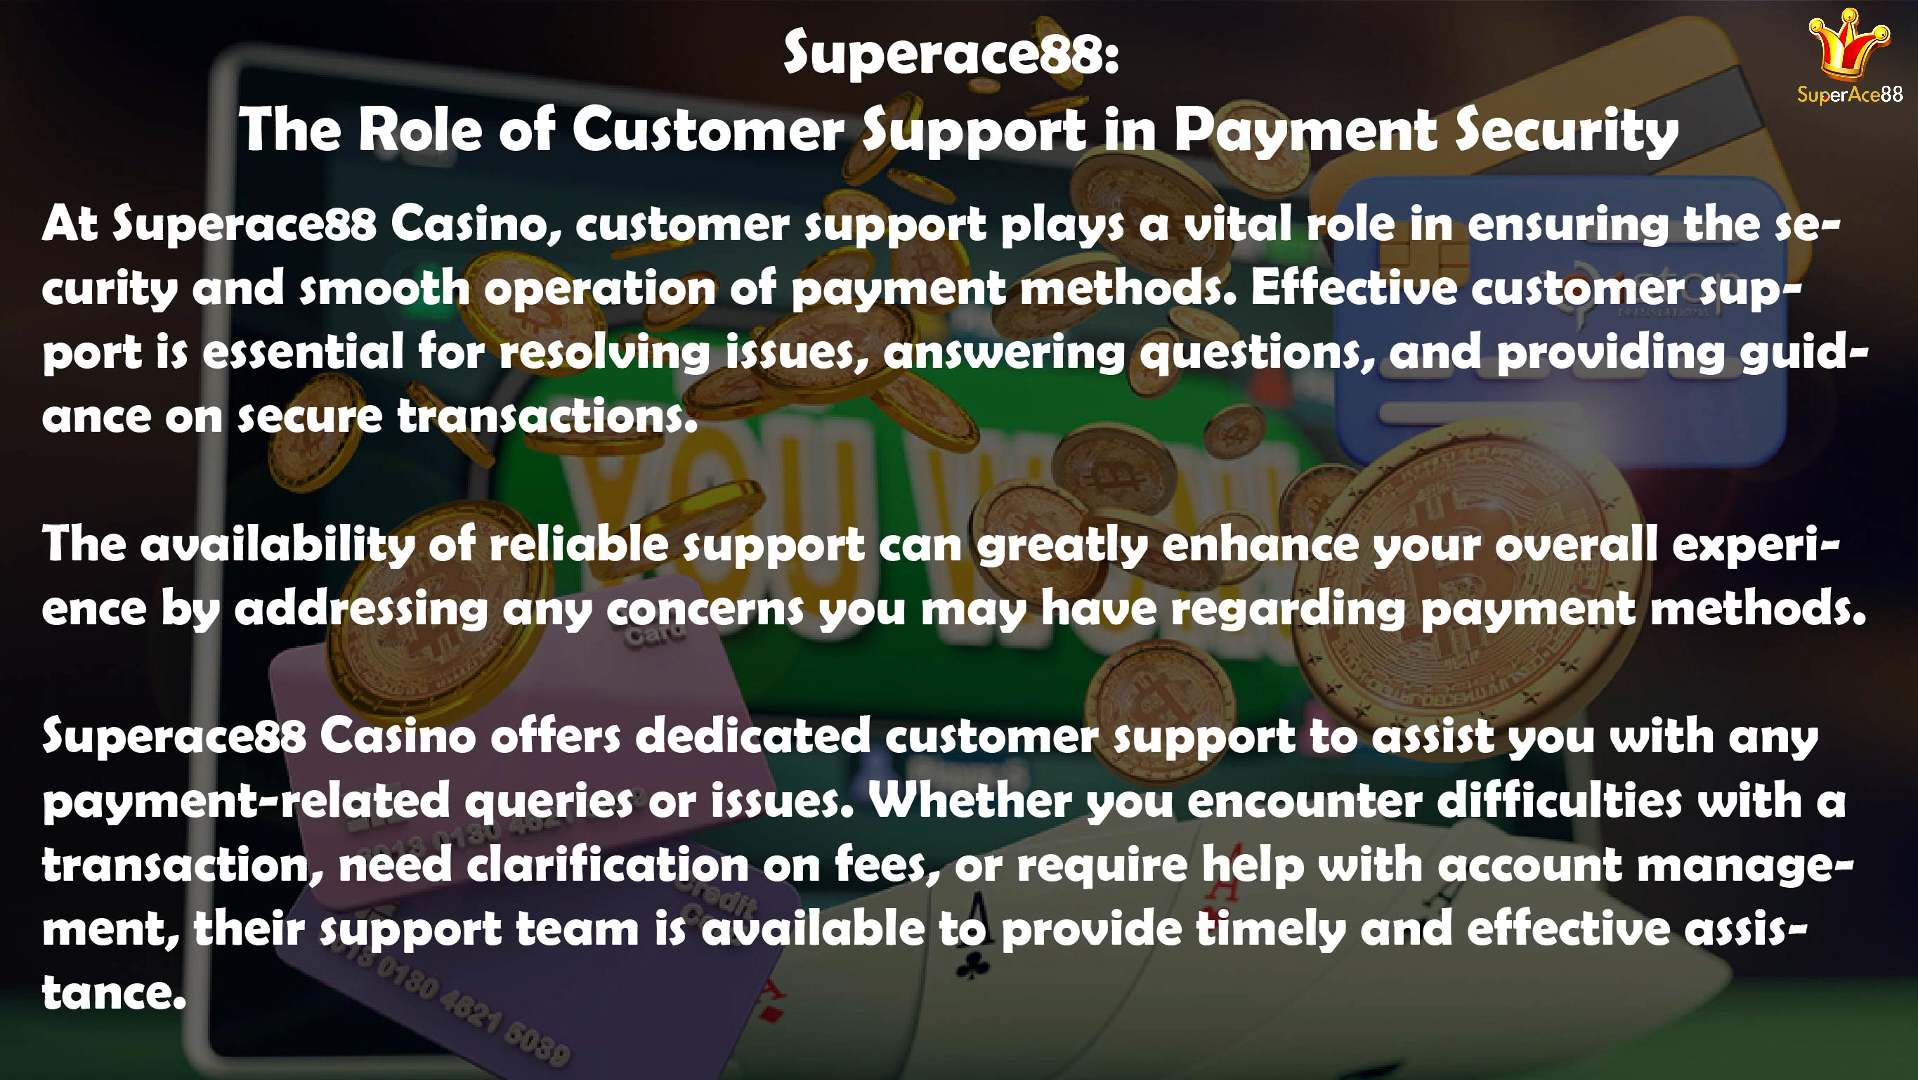 Superace88:
The Role of Customer Support in Payment Security
SuperAce88
At Superace88 Casino, customer support plays a vital role in ensuring the se-
curity and smooth operation of payment methods. Effective customer sup-
port is essential for resolving issues, answering questions, and providing guid-
ance on secure transactions.
The availability of reliable support can greatly enhance your overall experi-
ence by addressing any concerns you may have regarding payment methods.
Superace88 Casino offers dedicated customer support to assist you with any
payment-related queries or issues. Whether you encounter difficulties with a
transaction, need clarification on fees, or require help with account manage-
ment, their support team is available to provide timely and effective assis-
tance.
YOU
Card
Credit
0130 4621 5039
A
A